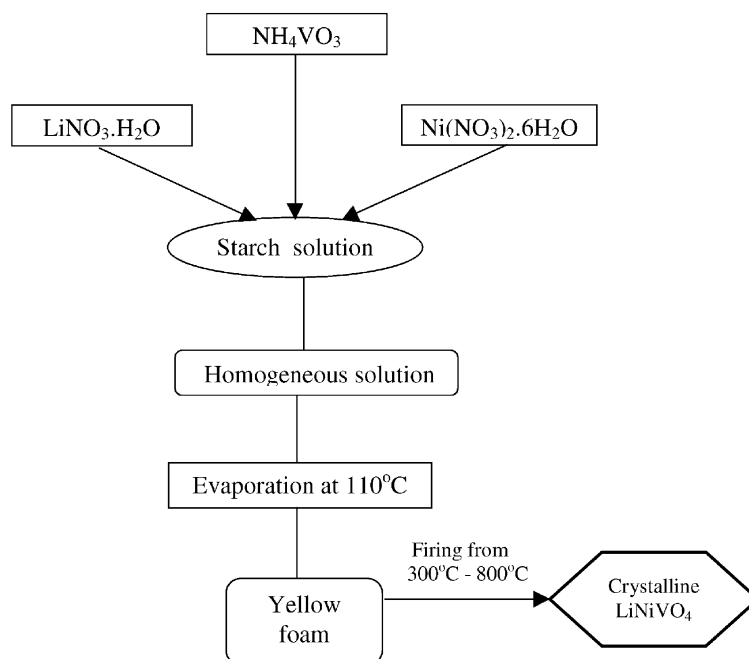 NH₄VO₃
LiNO₃.H₂O
Ni(NO₃)₂.6H₂O
Starch solution
Homogeneous solution
Evaporation at 110°C
Firing from
300°C - 800°C
Yellow
foam
Crystalline
LiNiVO₄